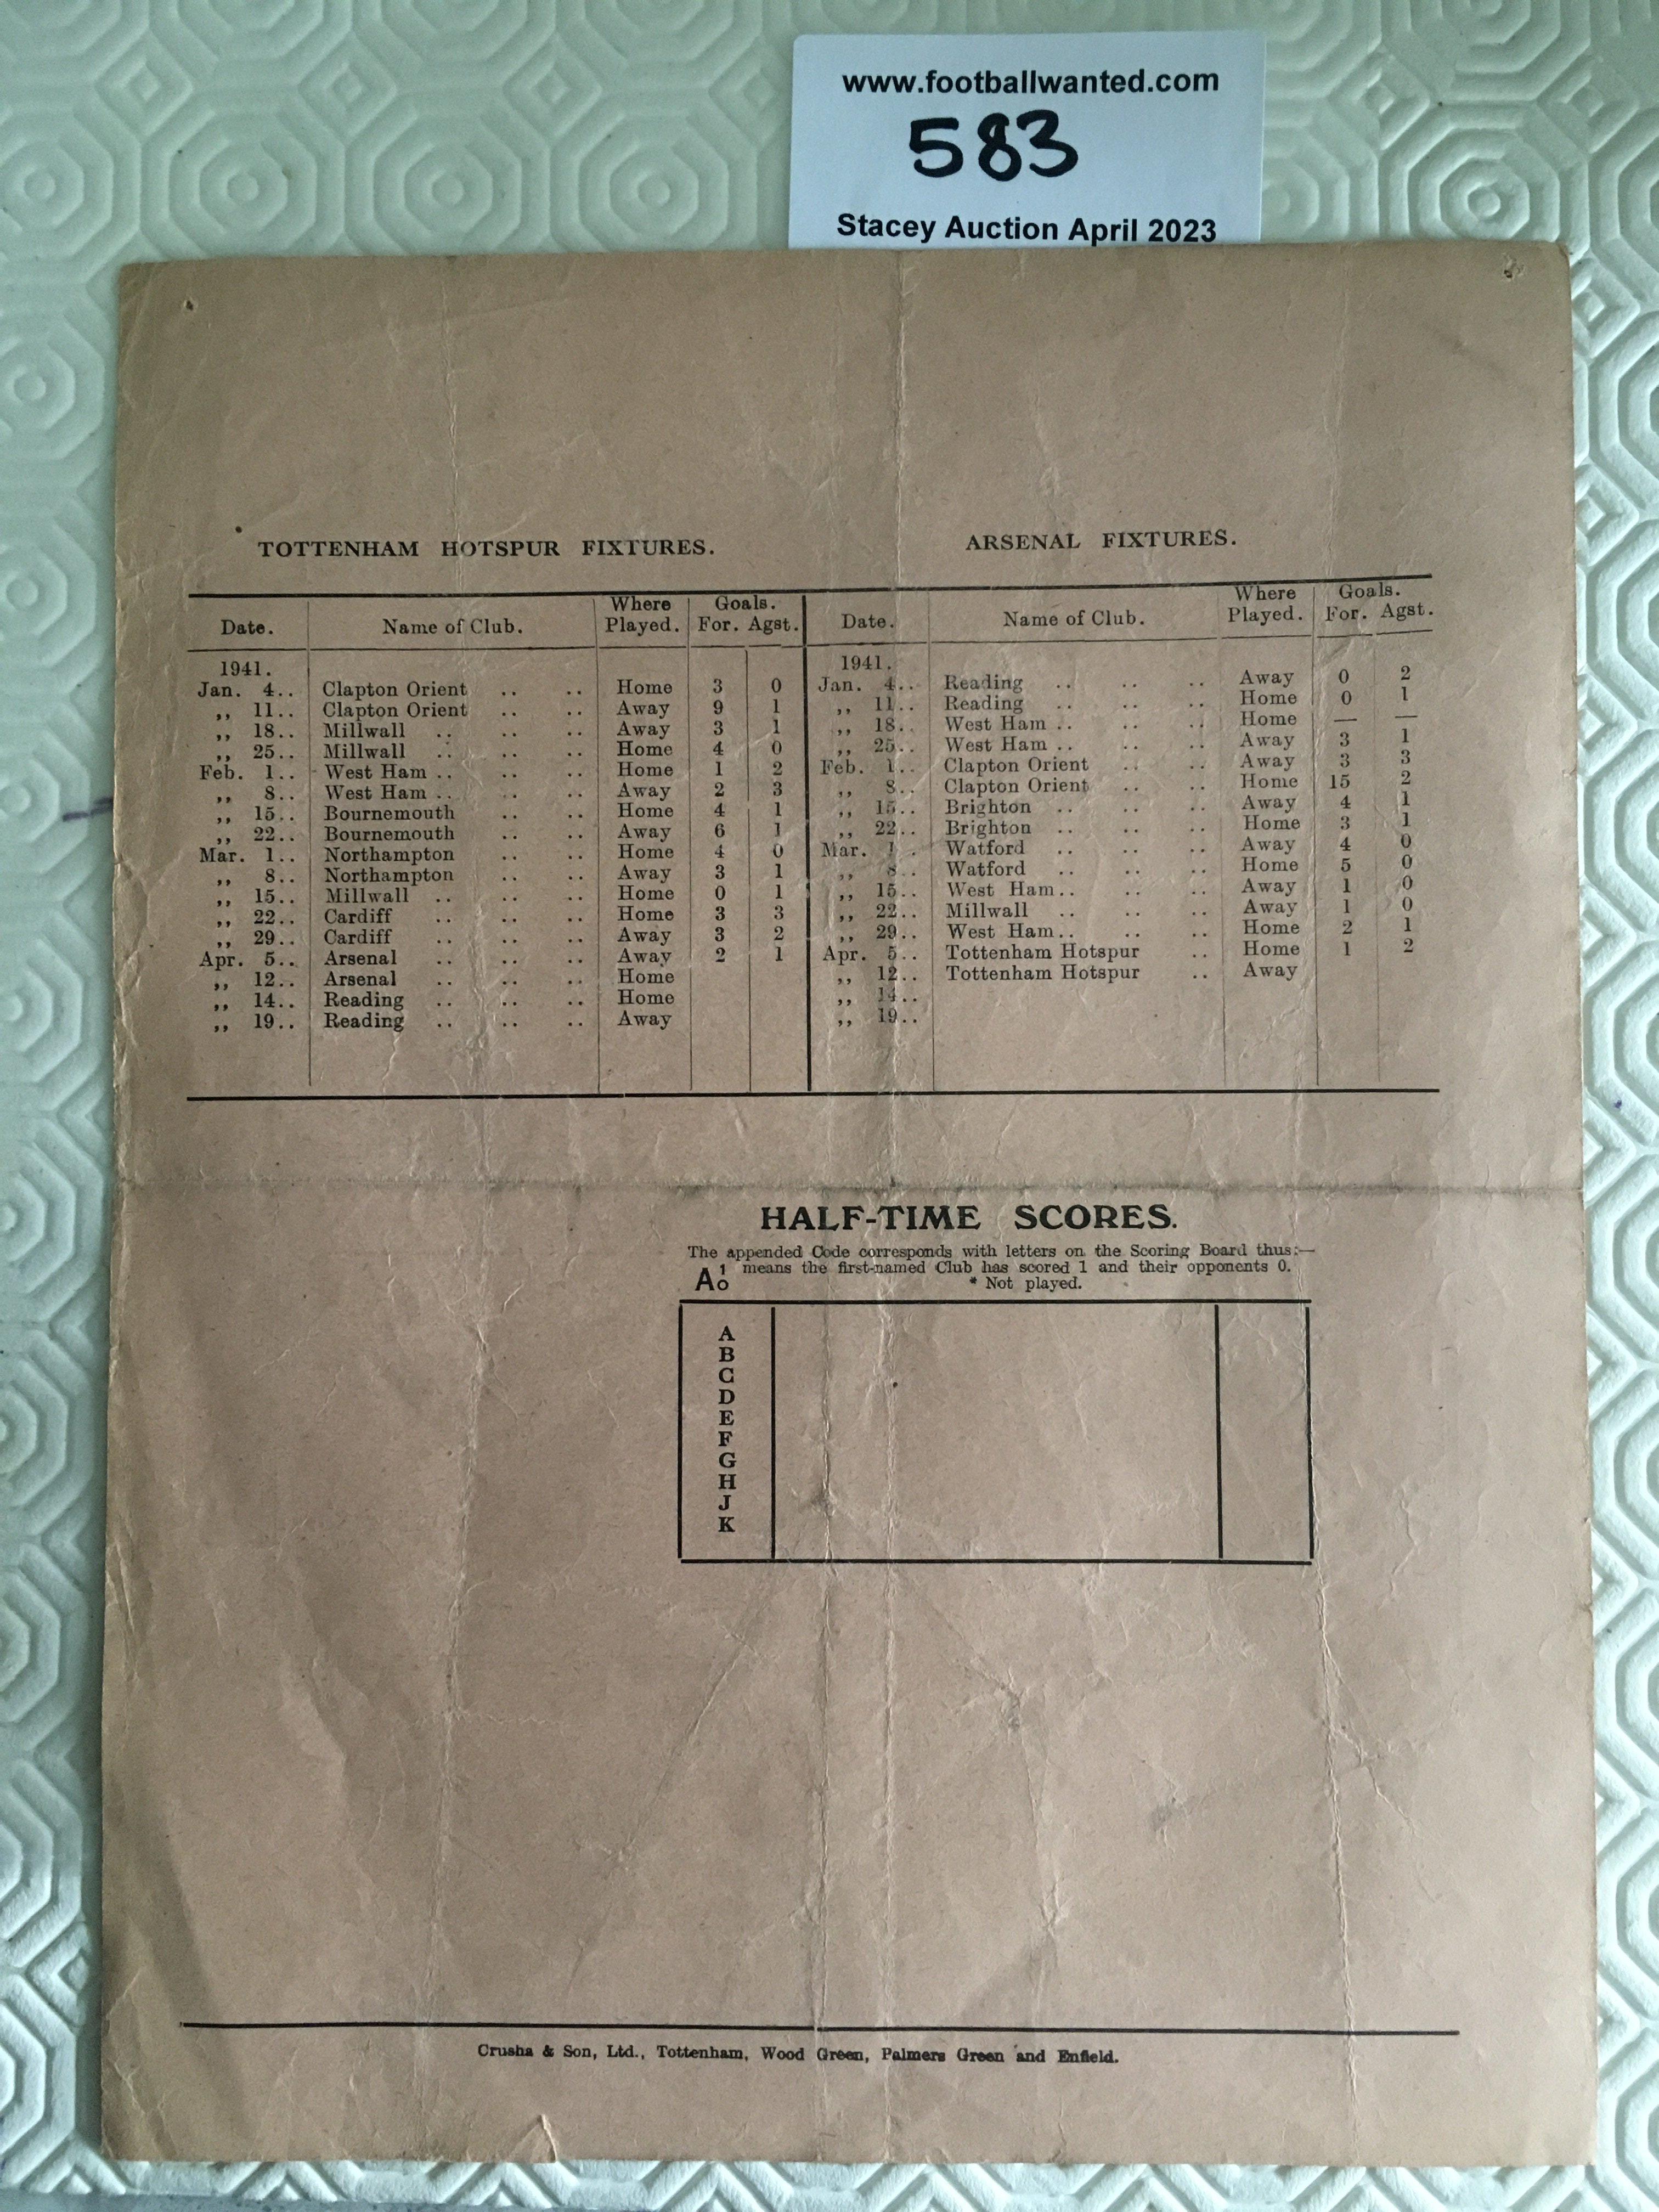 www.footballwanted.com
583
Stacey Auction April 2023
TOTTENHAM HOTSPUR FIXTURES.
Date. Name of Club. Where Played. Goals. For. Agst.
1941.
Jan. 4.. Clapton Orient .. .. Home 3 0
,, 11.. Clapton Orient .. .. Away 9 1
,, 18.. Millwall .. .. .. Away 3 1
,, 25.. Millwall .. .. .. Home 4 0
Feb. 1.. West Ham .. .. .. Home 1 2
,, 8.. West Ham .. .. .. Away 2 3
,, 15.. Bournemouth .. .. Home 4 1
,, 22.. Bournemouth .. .. Away 6 1
Mar. 1.. Northampton .. .. Home 4 0
,, 8.. Northampton .. .. Away 3 1
,, 15.. Millwall .. .. .. Home 0 1
,, 22.. Cardiff .. .. .. Home 3 3
,, 29.. Cardiff .. .. .. Away 3 2
Apr. 5.. Arsenal .. .. .. Away 2 1
,, 12.. Arsenal .. .. .. Home
,, 14.. Reading .. .. .. Home
,, 19.. Reading .. .. .. Away
ARSENAL FIXTURES.
Date. Name of Club. Where Played. Goals. For. Agst.
1941.
Jan. 4.. Reading .. .. .. Away 0 2
,, 11.. Reading .. .. .. Home 0 1
,, 18.. West Ham .. .. .. Home — —
,, 25.. West Ham .. .. .. Away 3 1
Feb. 1.. Clapton Orient .. .. Away 3 3
,, 8.. Clapton Orient .. .. Home 15 2
,, 15.. Brighton .. .. .. Away 4 1
,, 22.. Brighton .. .. .. Home 3 1
Mar. 1.. Watford .. .. .. Away 4 0
,, 8.. Watford .. .. .. Home 5 0
,, 15.. West Ham.. .. .. Away 1 0
,, 22.. Millwall .. .. .. Away 1 0
,, 29.. West Ham.. .. .. Home 2 1
Apr. 5.. Tottenham Hotspur .. Home 1 2
,, 12.. Tottenham Hotspur .. Away
,, 14..
,, 19..
HALF-TIME SCORES.
The appended Code corresponds with letters on the Scoring Board thus:—
A 1 0 means the first-named Club has scored 1 and their opponents 0.
* Not played.
A
B
C
D
E
F
G
H
J
K
Crusha & Son, Ltd., Tottenham, Wood Green, Palmers Green and Enfield.